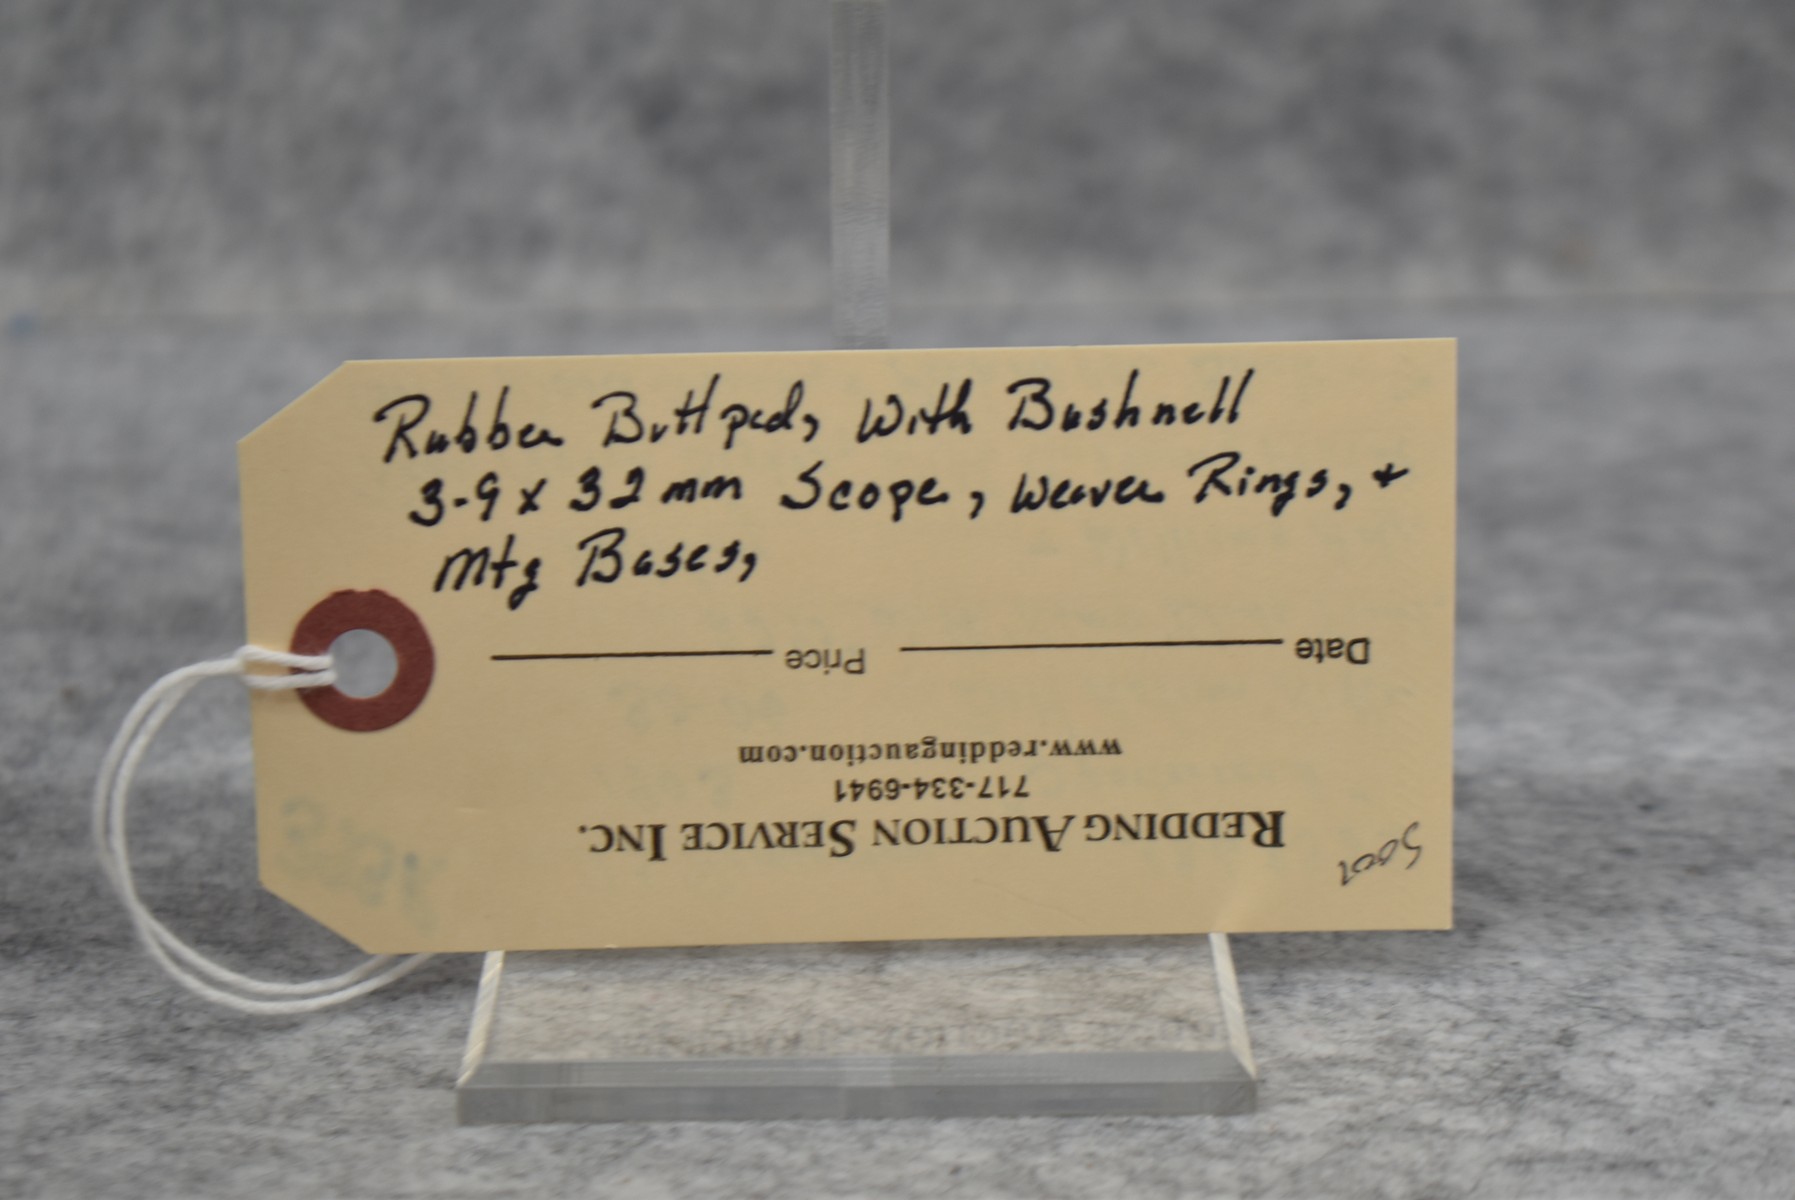 Rubber Buttpad, With Bushnell
3-9 x 32 mm Scope, Weaver Rings, +
Mtg Bases,
Date Price
www.reddingauction.com
717-334-6941
REDDING AUCTION SERVICE INC.